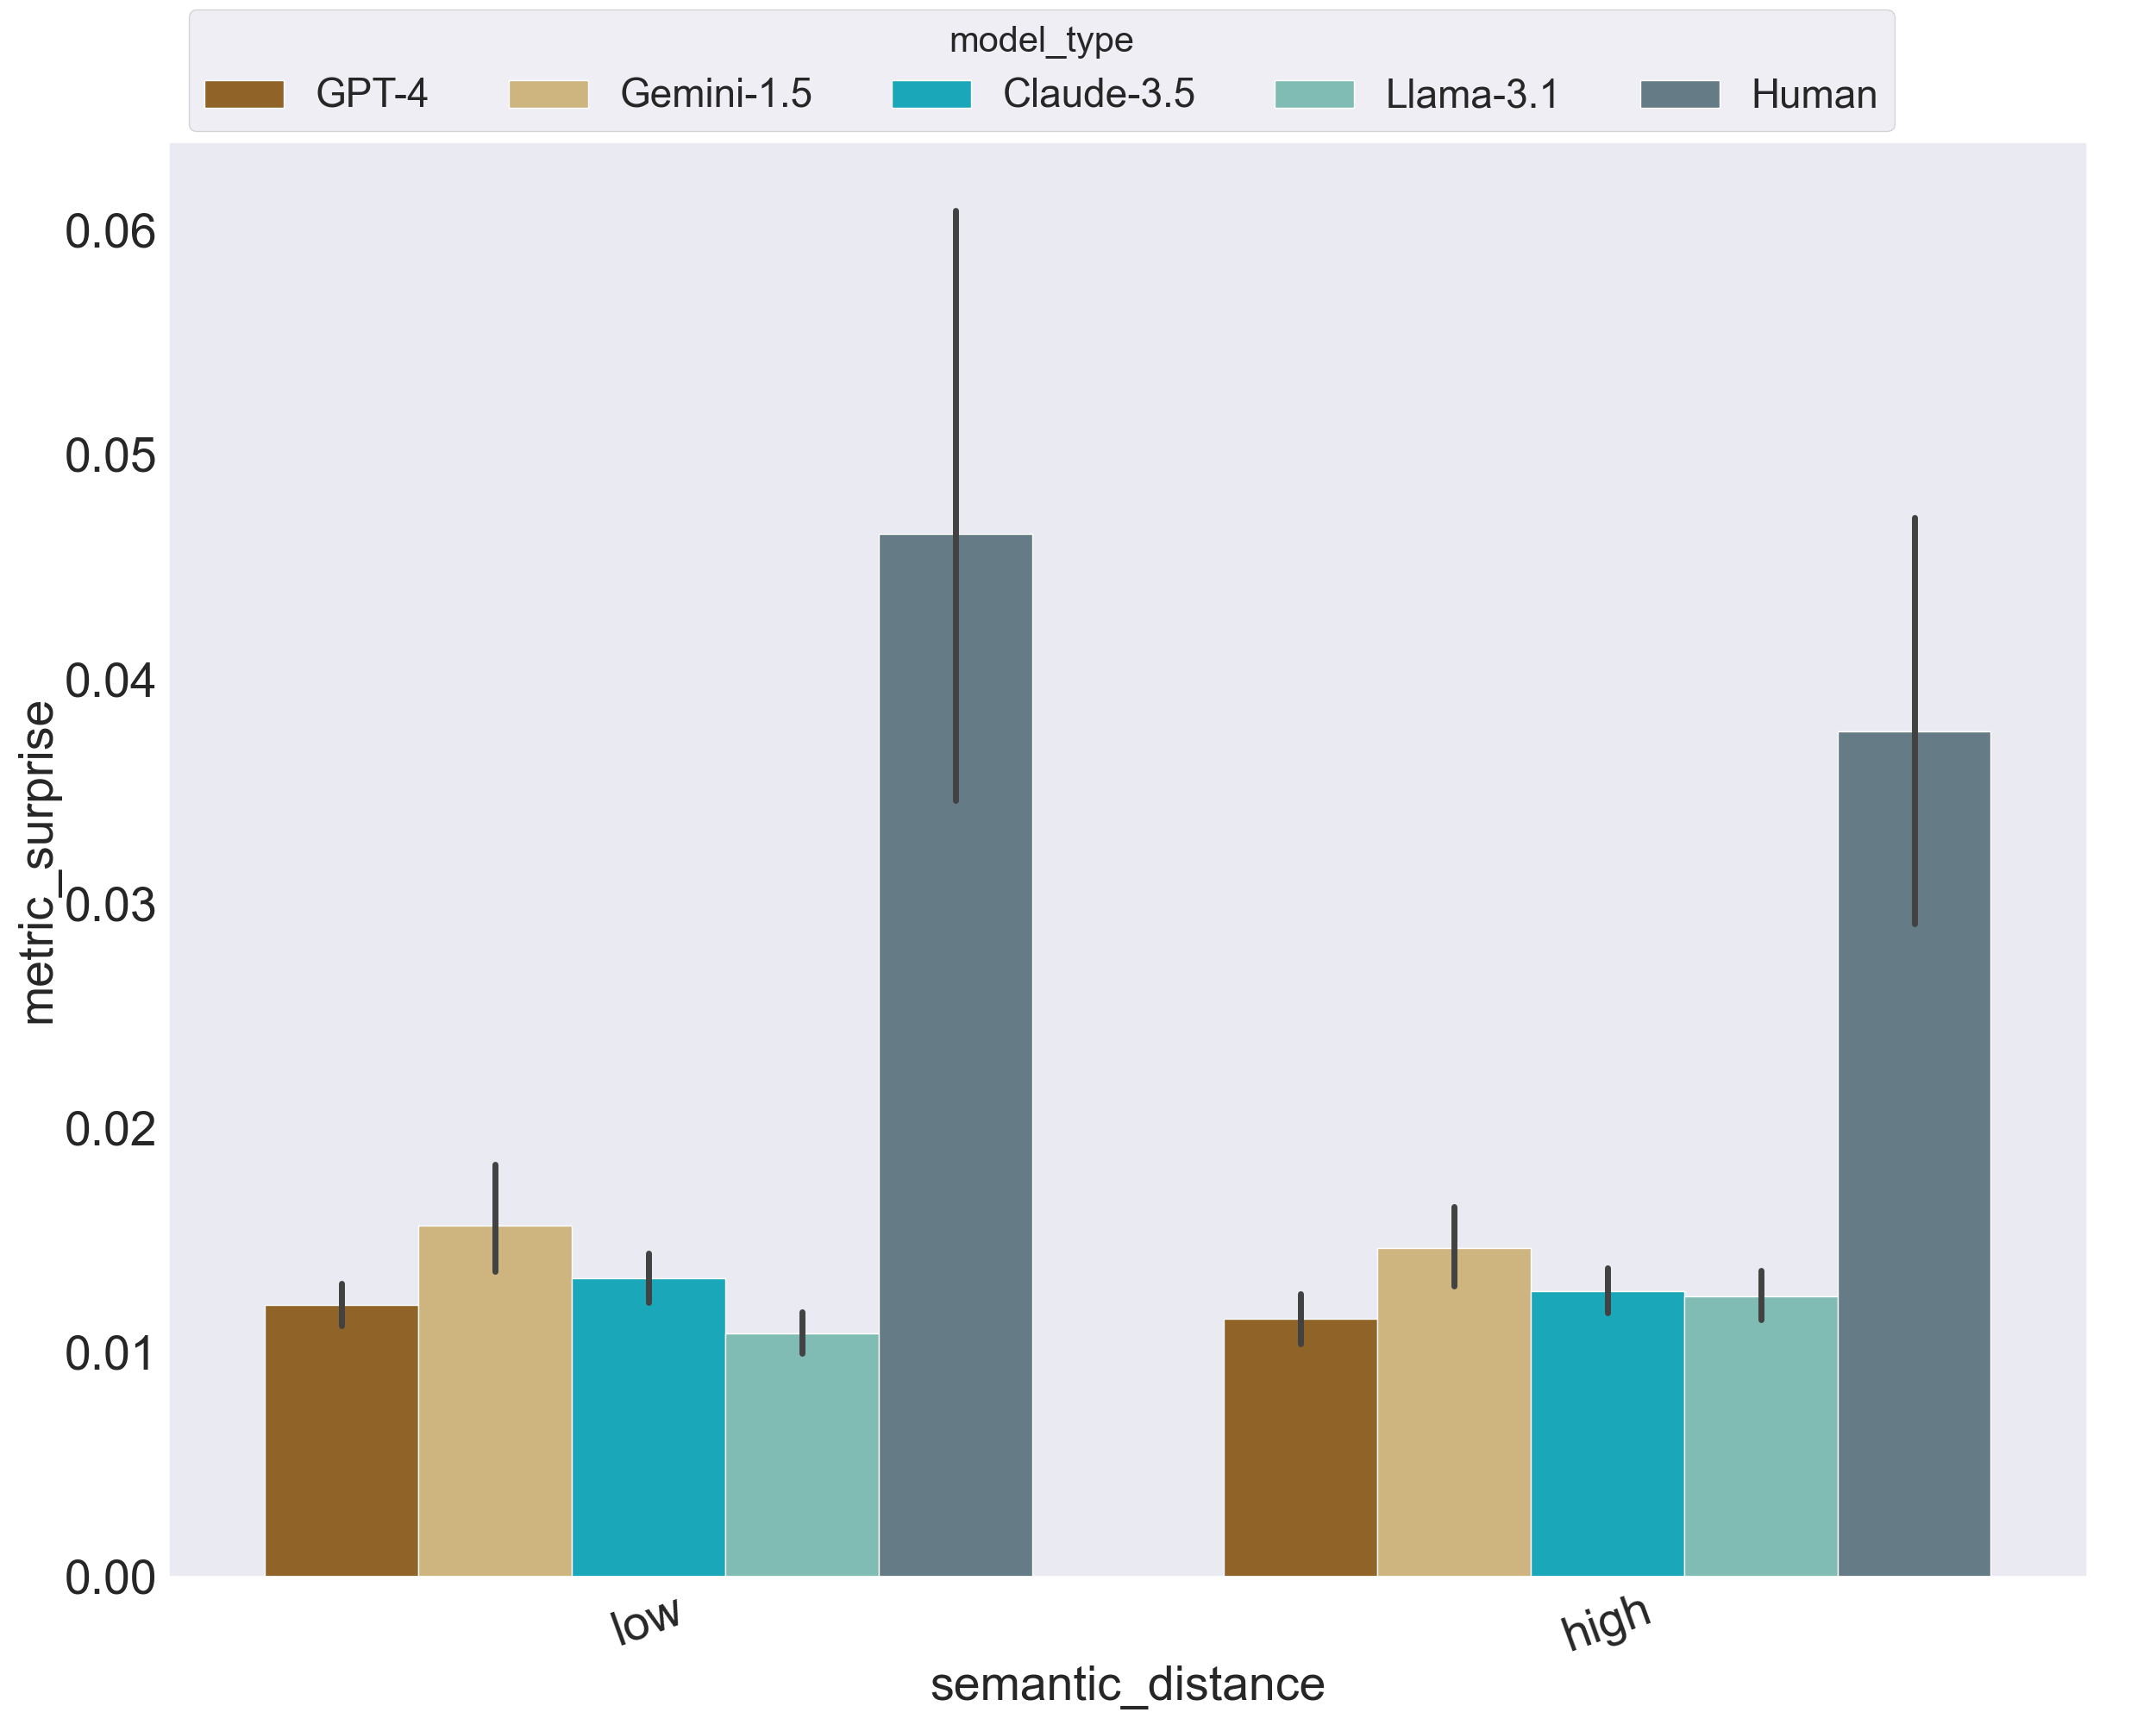 model_type
GPT-4 Gemini-1.5 Claude-3.5 Llama-3.1 Human
metric_surprise
0.06
0.05
0.04
0.03
0.02
0.01
0.00
low high
semantic_distance